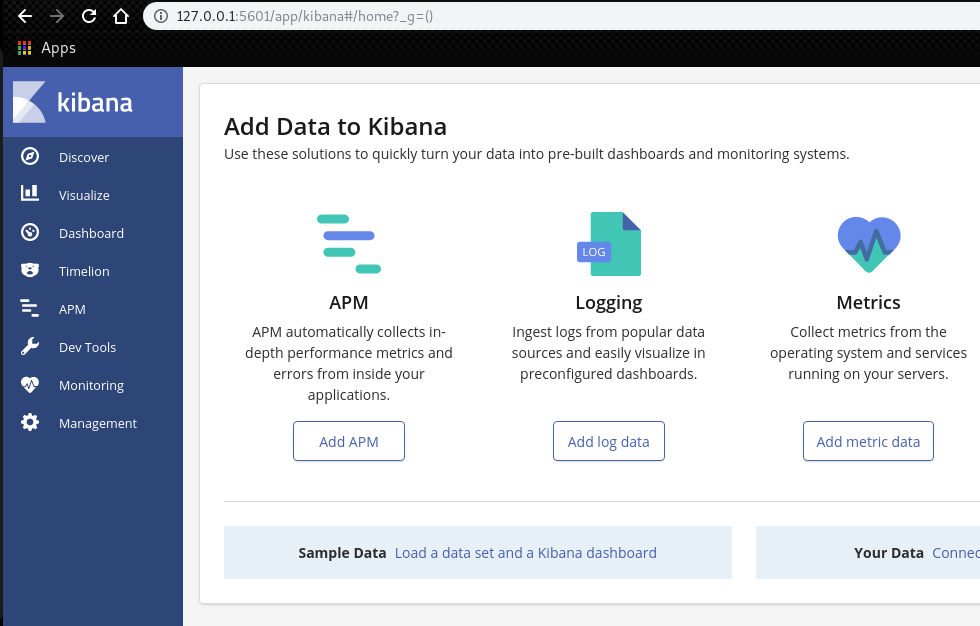 127.0.0.1:5601/app/kibana#/home?_g=()
Apps
kibana
Discover
Visualize
Dashboard
Timelion
APM
Dev Tools
Monitoring
Management
Add Data to Kibana
Use these solutions to quickly turn your data into pre-built dashboards and monitoring systems.
APM
APM automatically collects in-
depth performance metrics and
errors from inside your
applications.
Add APM
LOG
Logging
Ingest logs from popular data
sources and easily visualize in
preconfigured dashboards.
Add log data
Metrics
Collect metrics from the
operating system and services
running on your servers.
Add metric data
Sample Data Load a data set and a Kibana dashboard
Your Data Connec